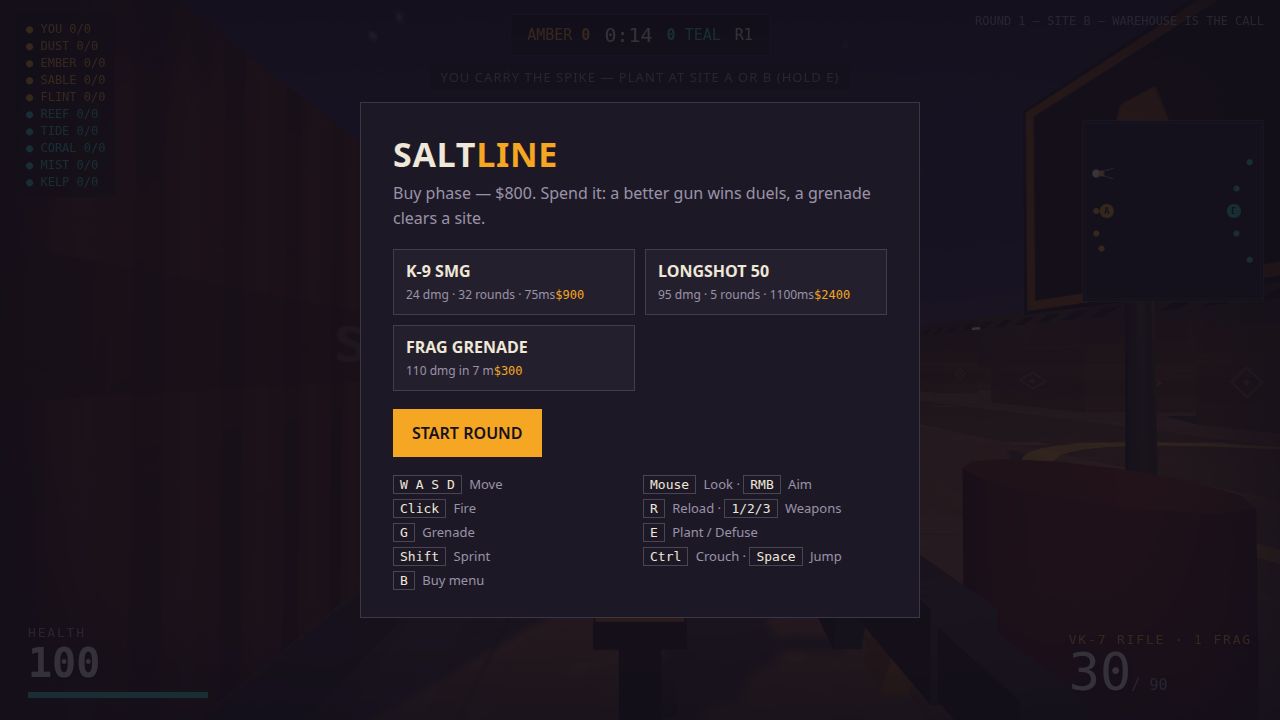 YOU 0/0
DUST 0/0
EMBER 0/0
SABLE 0/0
FLINT 0/0
REEF 0/0
TIDE 0/0
CORAL 0/0
MIST 0/0
KELP 0/0
AMBER 0 0:14 0 TEAL R1
ROUND 1 — SITE B — WAREHOUSE IS THE CALL
YOU CARRY THE SPIKE — PLANT AT SITE A OR B (HOLD E)
SALTLINE
Buy phase — $800. Spend it: a better gun wins duels, a grenade
clears a site.
K-9 SMG
24 dmg · 32 rounds · 75ms$900
LONGSHOT 50
95 dmg · 5 rounds · 1100ms$2400
FRAG GRENADE
110 dmg in 7 m$300
START ROUND
W A S D Move
Mouse Look · RMB Aim
Click Fire
R Reload · 1/2/3 Weapons
G Grenade
E Plant / Defuse
Shift Sprint
Ctrl Crouch · Space Jump
B Buy menu
HEALTH
100
VK-7 RIFLE · 1 FRAG
30/ 90